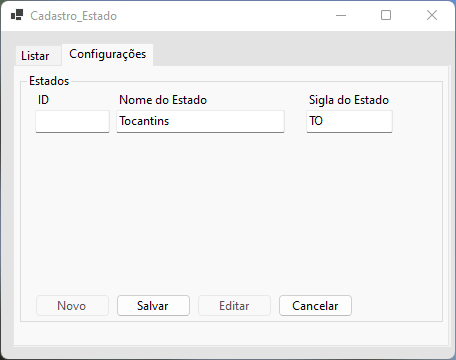 Cadastro_Estado
Listar Configurações
Estados
ID Nome do Estado Sigla do Estado
Tocantins TO
Novo Salvar Editar Cancelar